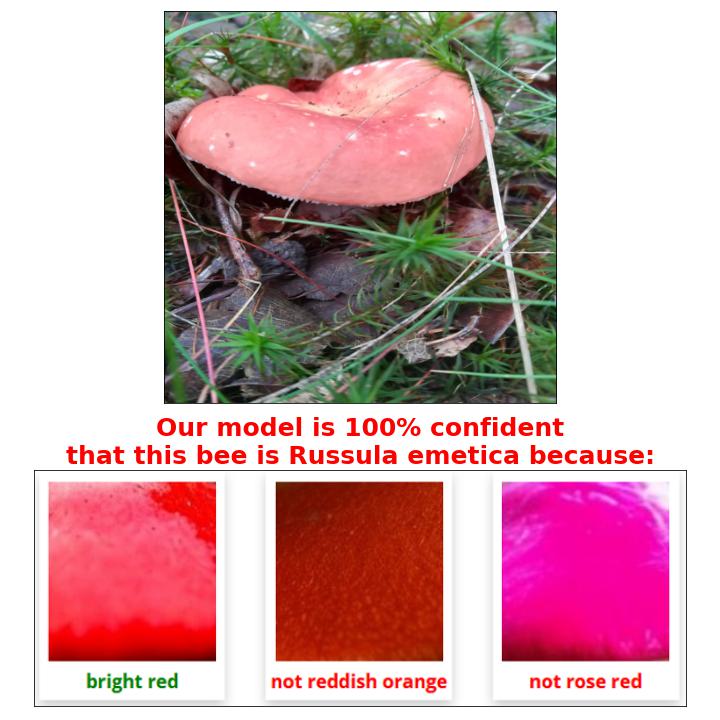 Our model is 100% confident
that this bee is Russula emetica because:
bright red
not reddish orange
not rose red